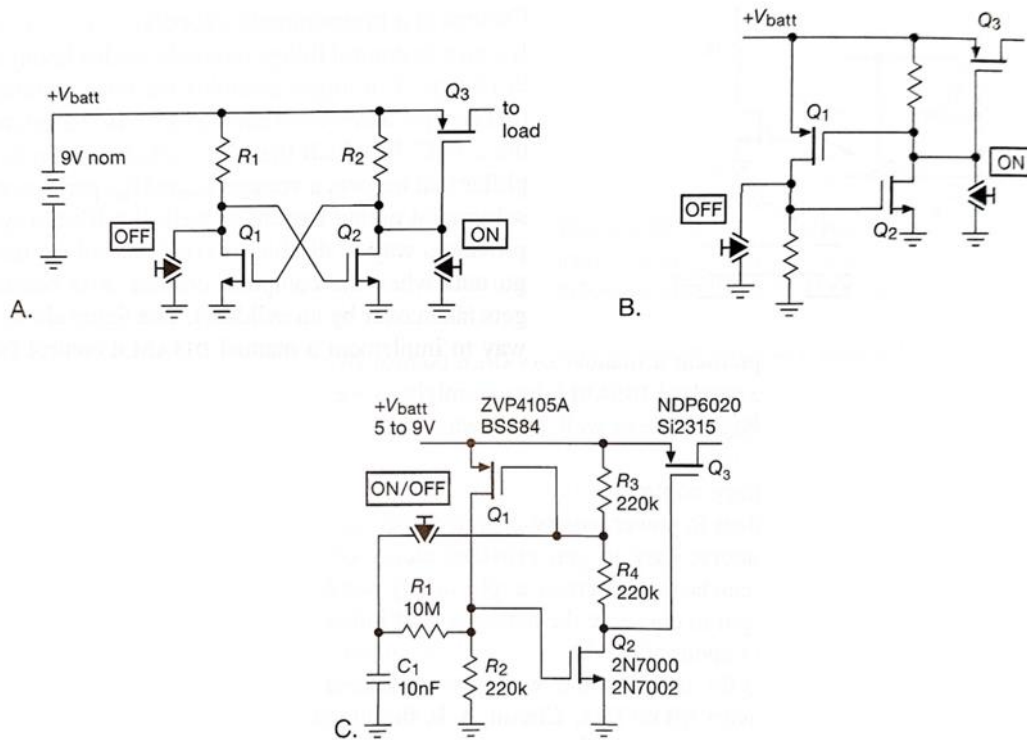 +Vbatt
9V nom
R1
R2
Q3
to
load
OFF
Q1
Q2
ON
A.
+Vbatt
Q3
Q1
OFF
Q2
ON
B.
+Vbatt
5 to 9V
ZVP4105A
BSS84
NDP6020
Si2315
ON/OFF
Q1
Q3
R3
220k
R4
220k
R1
10M
C1
10nF
R2
220k
Q2
2N7000
2N7002
C.